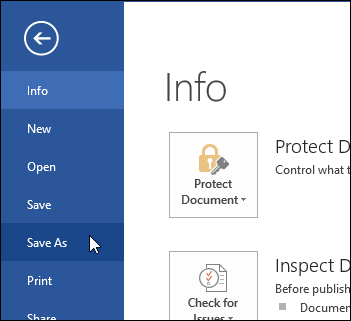 Info
New
Open
Save
Save As
Print
Share
Info
Protect
Document
Protect D
Control what t
Check for
Issues
Inspect D
Before publish
Documen